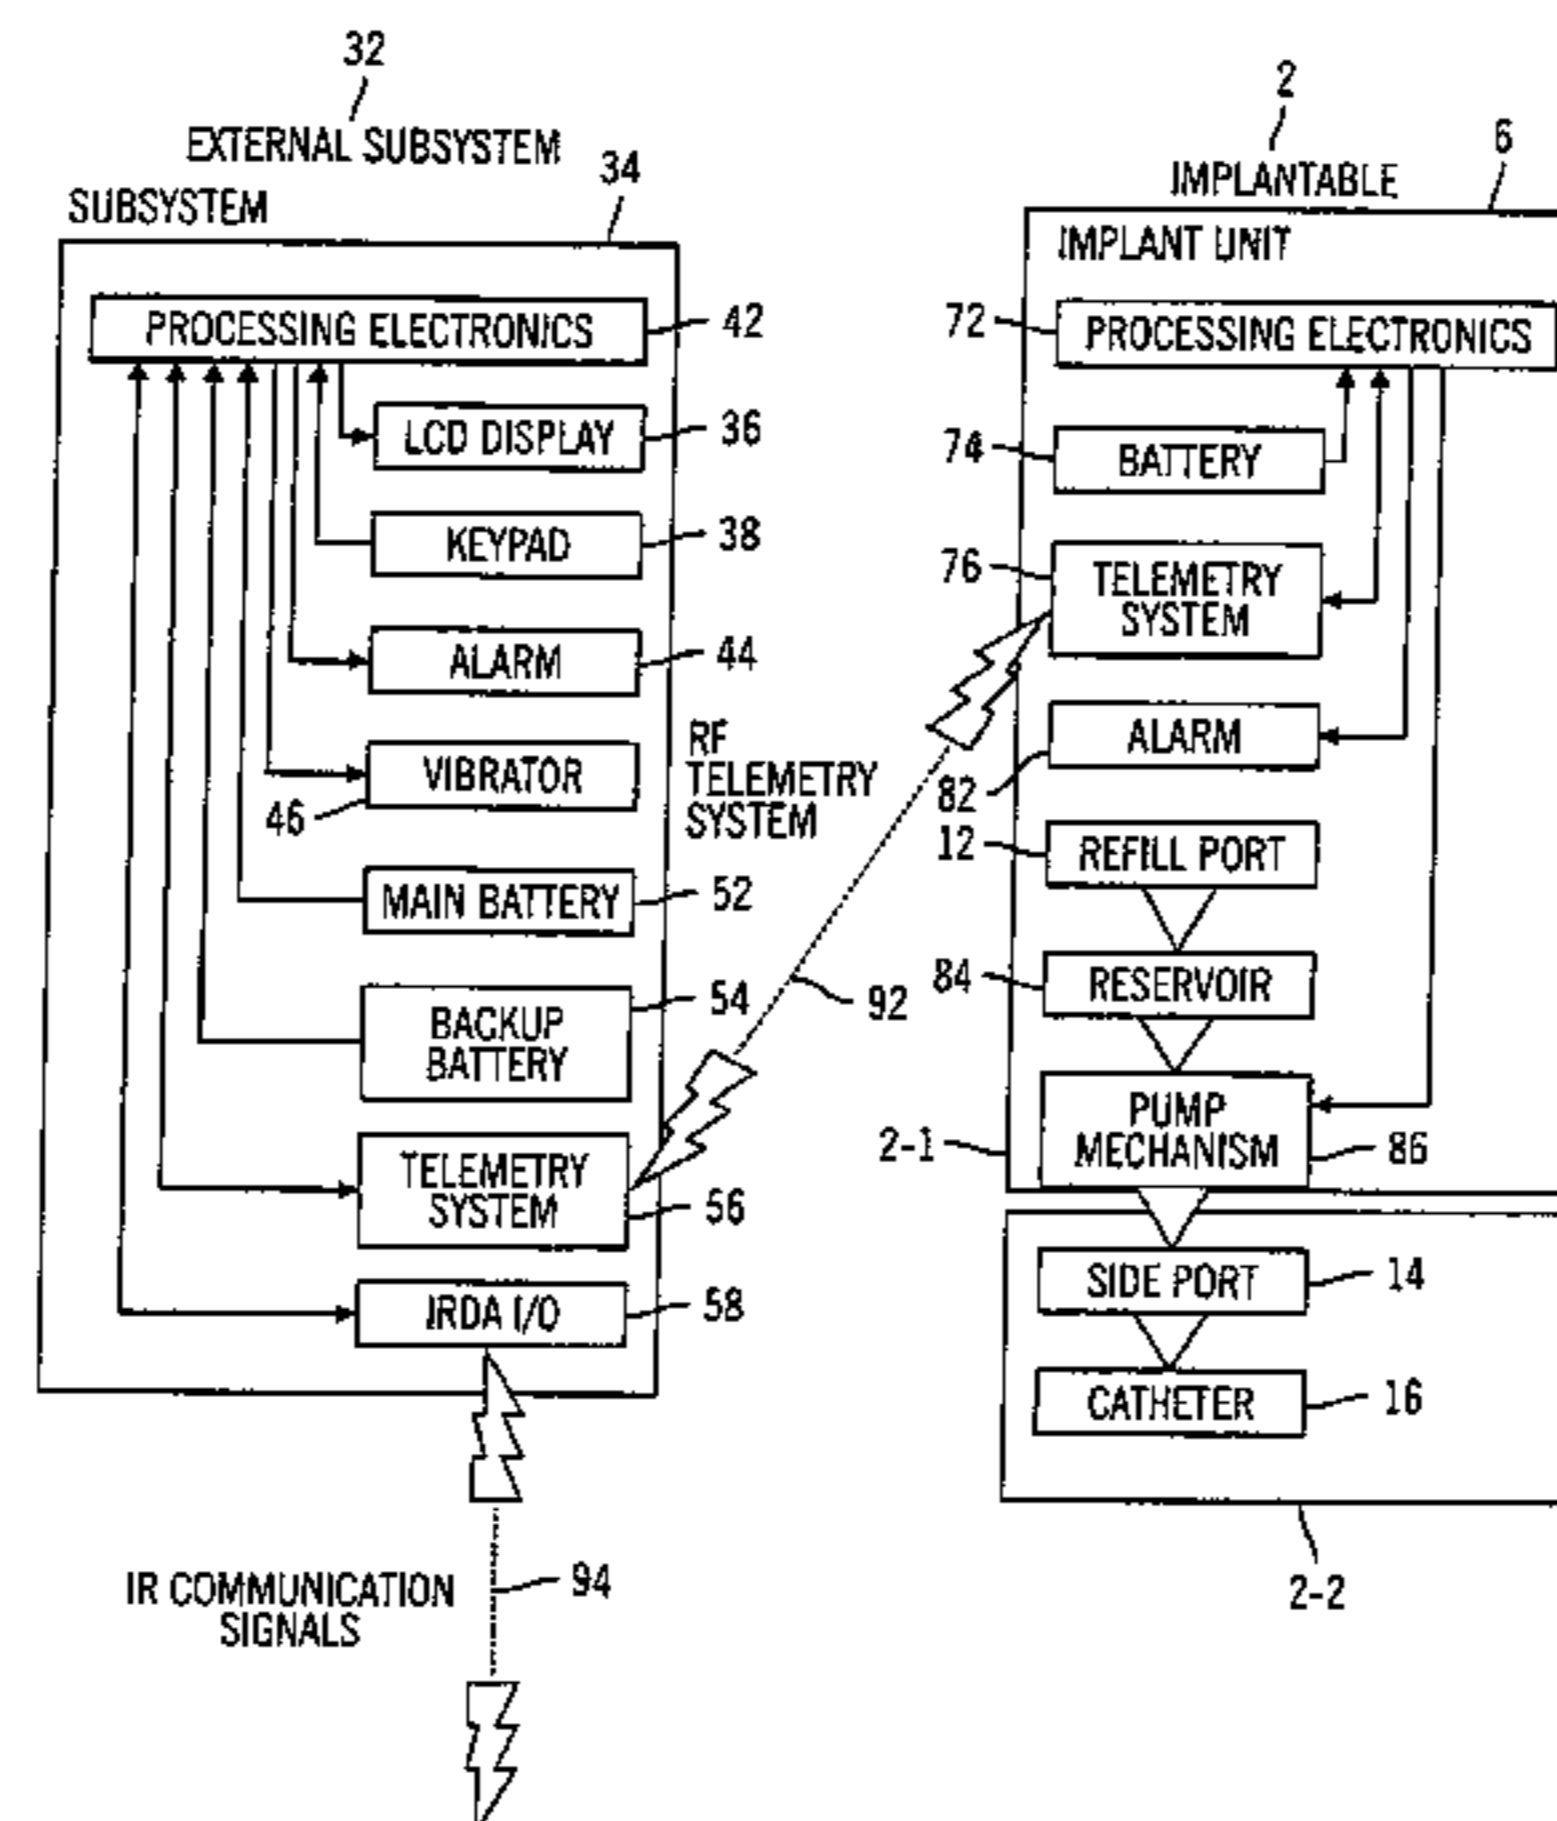 32
EXTERNAL SUBSYSTEM
SUBSYSTEM
34
PROCESSING ELECTRONICS
42
LCD DISPLAY
36
KEYPAD
38
ALARM
44
VIBRATOR
46
MAIN BATTERY
52
BACKUP
BATTERY
54
TELEMETRY
SYSTEM
56
IRDA I/O
58
RF
TELEMETRY
SYSTEM
92
IR COMMUNICATION
SIGNALS
94
2
IMPLANTABLE
6
IMPLANT UNIT
72
PROCESSING ELECTRONICS
74
BATTERY
76
TELEMETRY
SYSTEM
ALARM
82
12
REFILL PORT
84
RESERVOIR
PUMP
MECHANISM
86
2-1
SIDE PORT
14
CATHETER
16
2-2